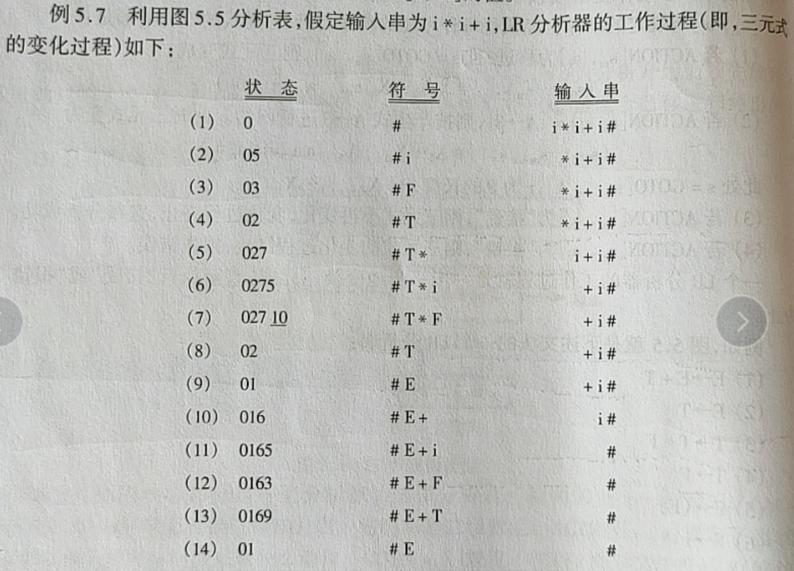 例5.7 利用图5.5分析表,假定输入串为i*i+i,LR分析器的工作过程(即,三元式
的变化过程)如下:
状态 符号 输入串
(1) 0 # i*i+i#
(2) 05 #i *i+i#
(3) 03 #F *i+i#
(4) 02 #T *i+i#
(5) 027 #T* i+i#
(6) 0275 #T*i +i#
(7) 027 10 #T*F +i#
(8) 02 #T +i#
(9) 01 #E +i#
(10) 016 #E+ i#
(11) 0165 #E+i #
(12) 0163 #E+F #
(13) 0169 #E+T #
(14) 01 #E #